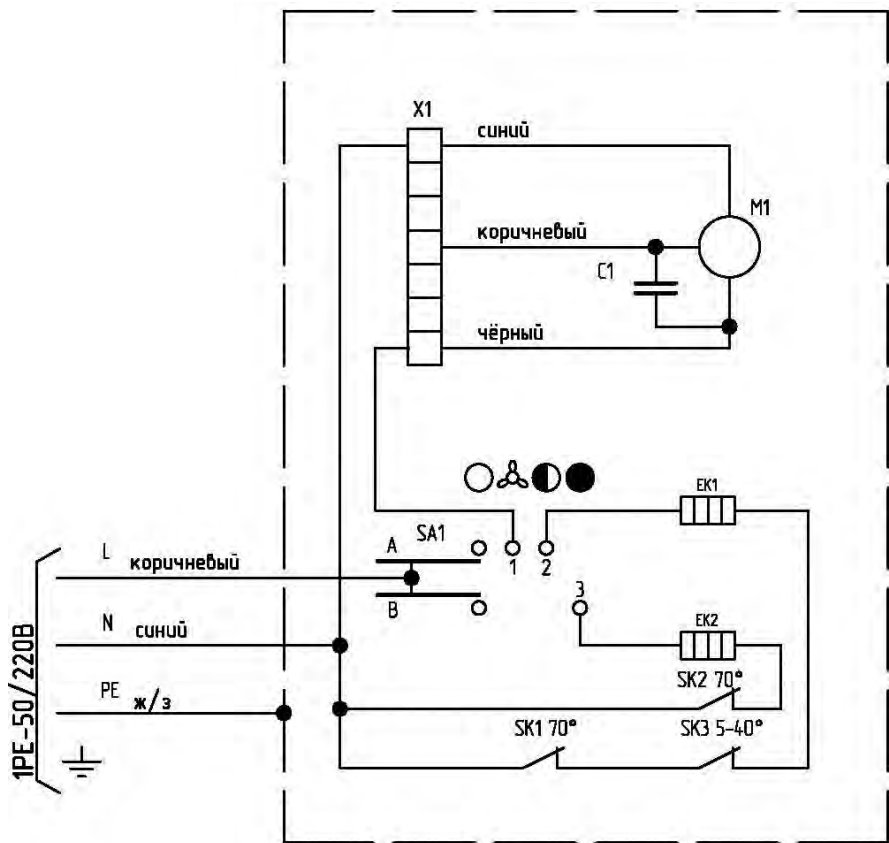 X1
синий
M1
коричневый
C1
чёрный
EK1
A
SA1
1
2
L
коричневый
B
3
N
синий
EK2
SK2 70°
PE
ж/з
SK1 70°
SK3 5-40°
1PE-50/220В